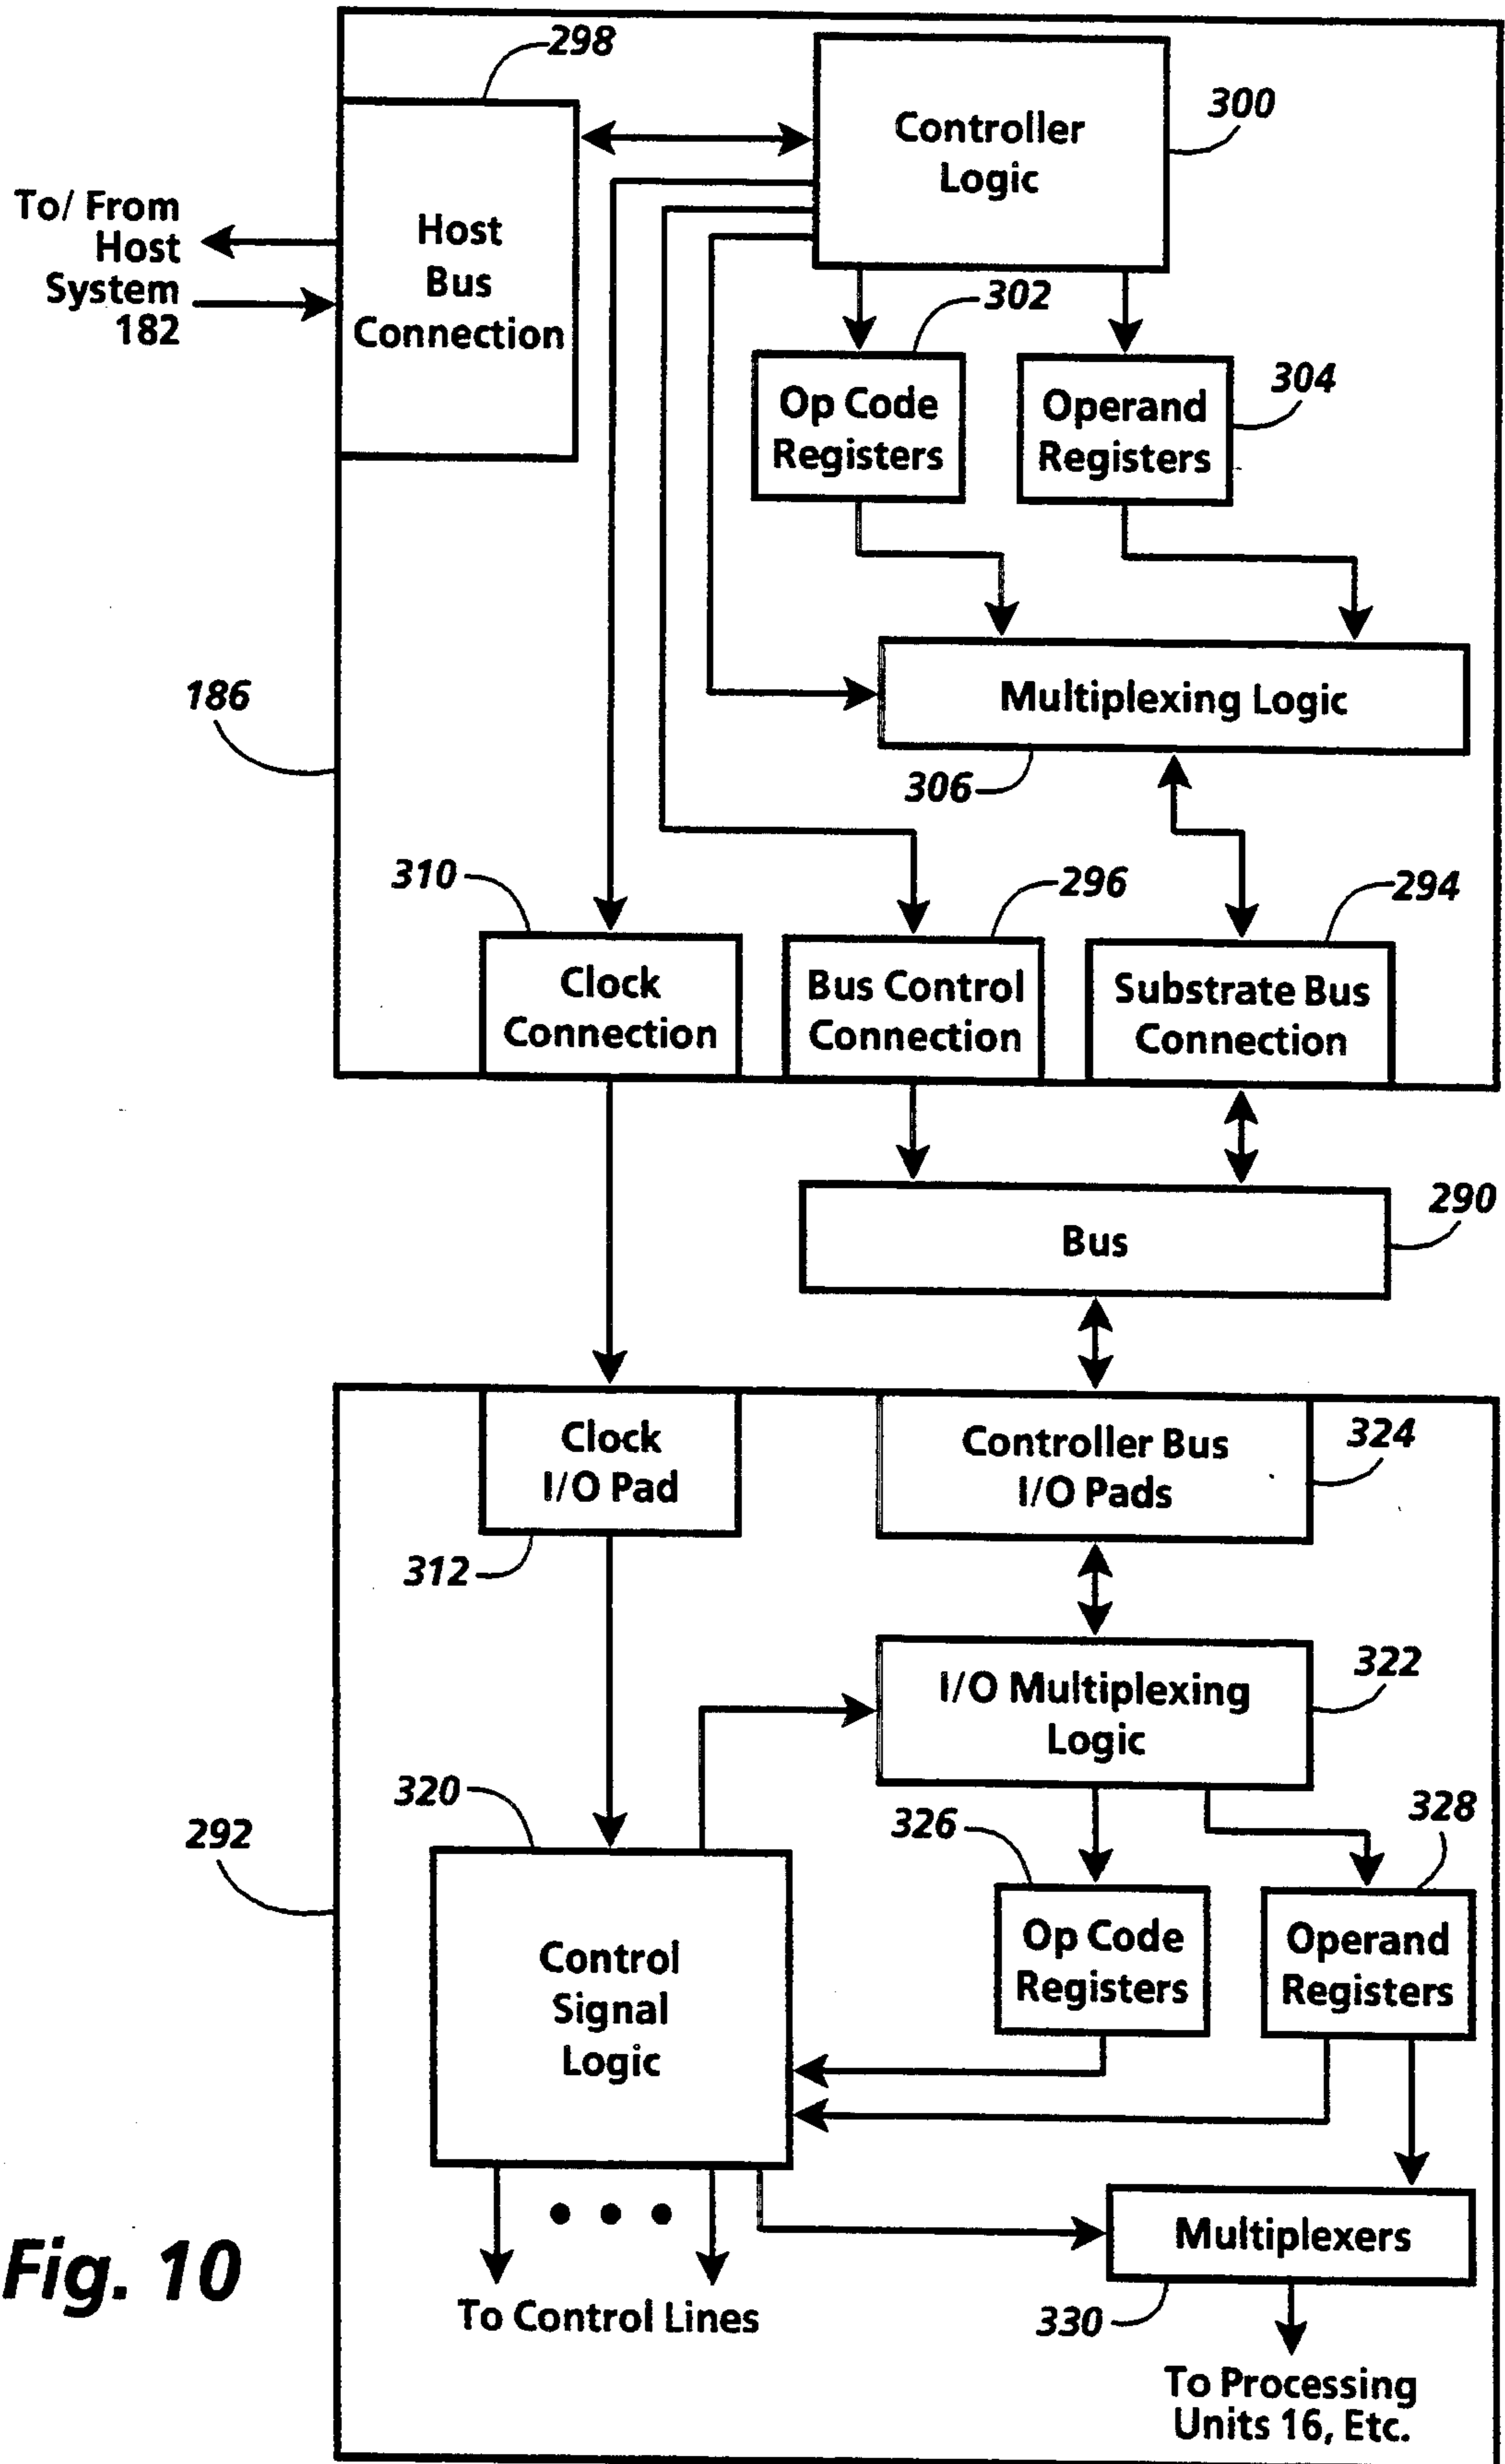 298
Controller
Logic
300
To/ From
Host
System
182
Host
Bus
Connection
302
Op Code
Registers
Operand
Registers
304
186
Multiplexing Logic
306
310
296
294
Clock
Connection
Bus Control
Connection
Substrate Bus
Connection
290
Bus
Clock
I/O Pad
Controller Bus
I/O Pads
324
312
I/O Multiplexing
Logic
322
320
326
328
292
Control
Signal
Logic
Op Code
Registers
Operand
Registers
• • •
Multiplexers
Fig. 10
To Control Lines
330
To Processing
Units 16, Etc.